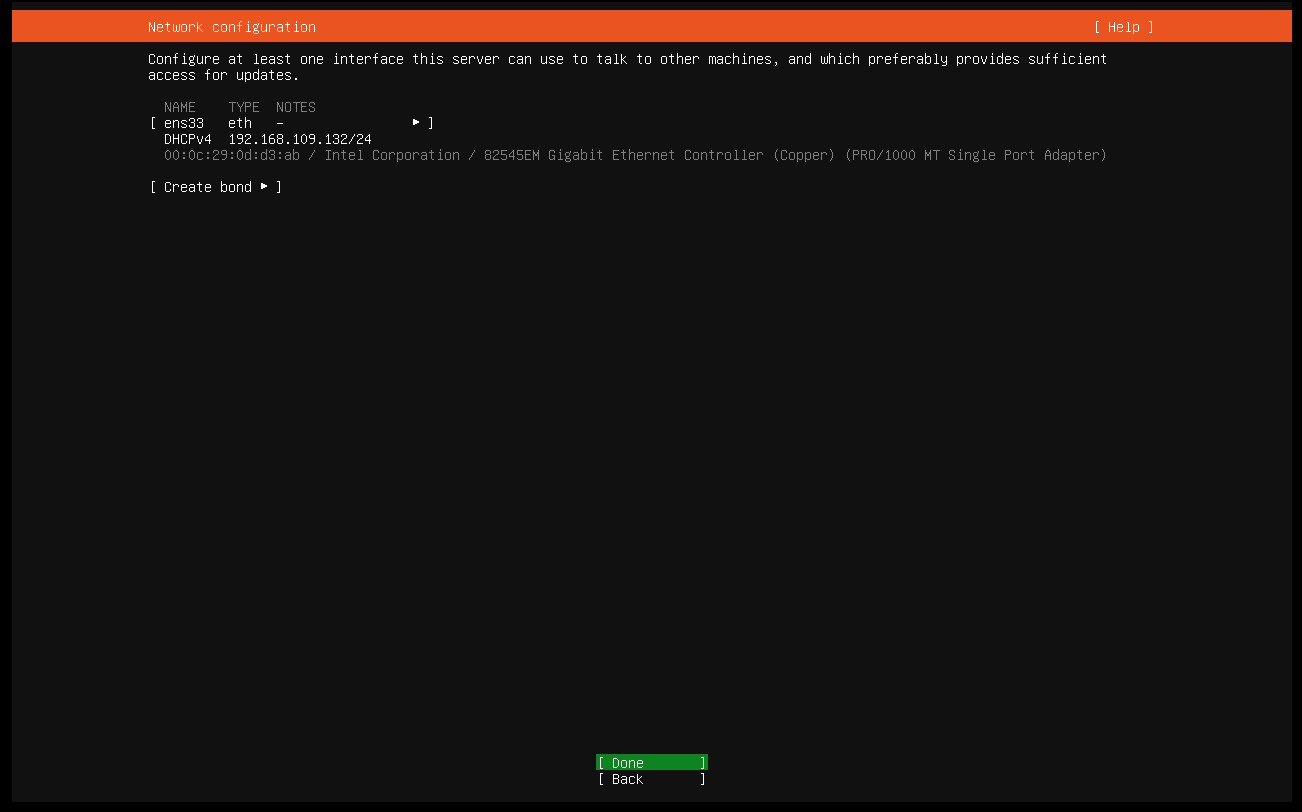 Network configuration [ Help ]
Configure at least one interface this server can use to talk to other machines, and which preferably provides sufficient
access for updates.
NAME TYPE NOTES
[ ens33 eth – ▸ ]
DHCPv4 192.168.109.132/24
00:0c:29:0d:d3:ab / Intel Corporation / 82545EM Gigabit Ethernet Controller (Copper) (PRO/1000 MT Single Port Adapter)
[ Create bond ▸ ]
[ Done ]
[ Back ]